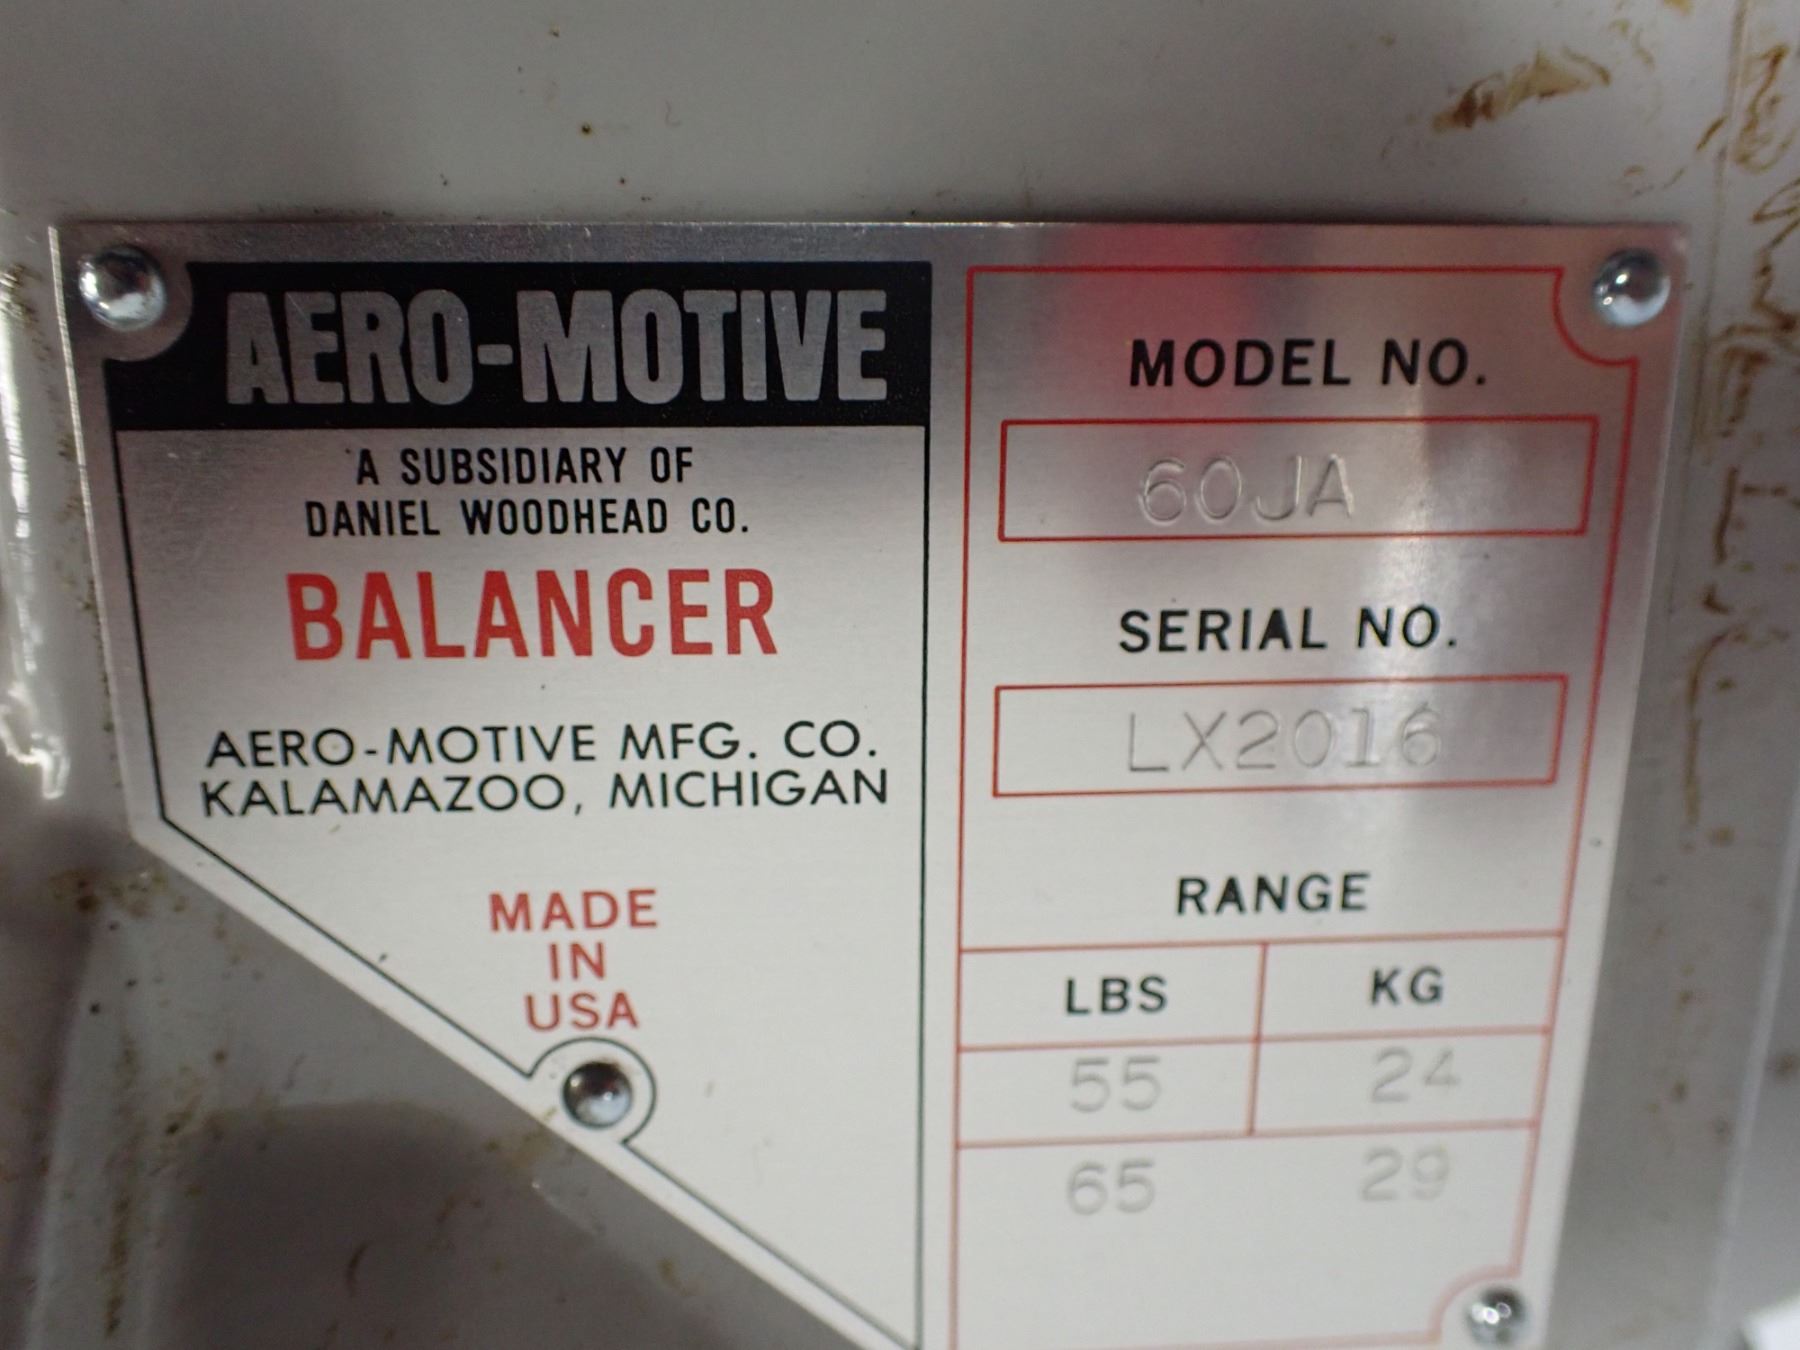 AERO-MOTIVE
A SUBSIDIARY OF
DANIEL WOODHEAD CO.
BALANCER
AERO-MOTIVE MFG. CO.
KALAMAZOO, MICHIGAN
MADE
IN
USA
MODEL NO.
60JA
SERIAL NO.
LX2016
RANGE
LBS KG
55 24
65 29